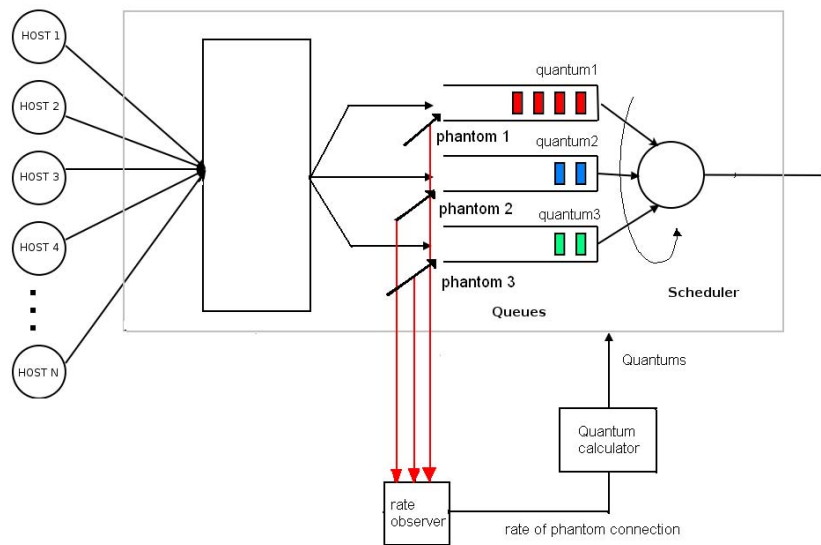 HOST 1
HOST 2
HOST 3
HOST 4
HOST N
quantum1
phantom 1
quantum2
phantom 2
quantum3
phantom 3
Scheduler
Queues
Quantums
Quantum
calculator
rate
observer
rate of phantom connection